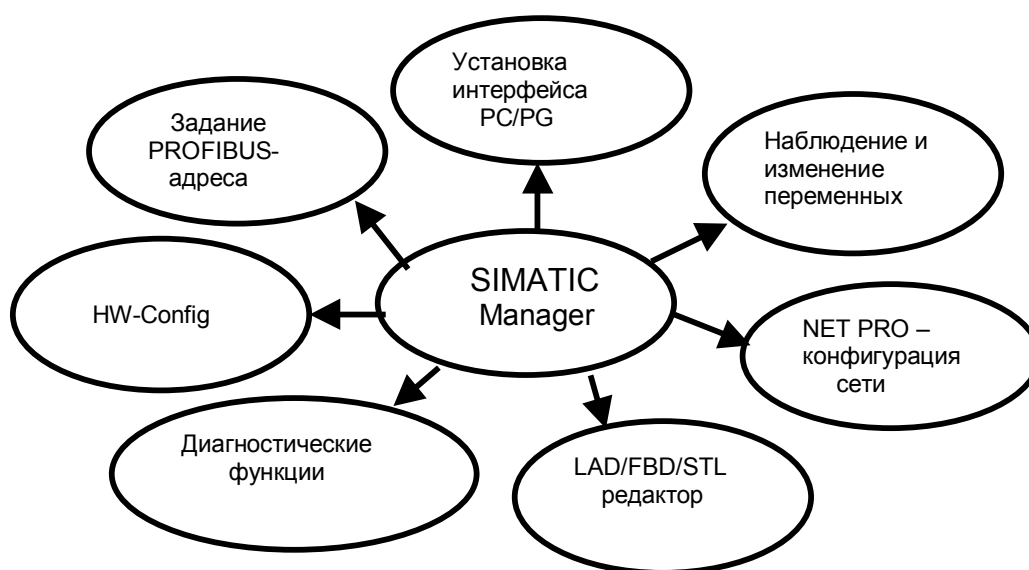 Установка
интерфейса
PC/PG
Задание
PROFIBUS-
адреса
Наблюдение и
изменение
переменных
SIMATIC
Manager
HW-Config
NET PRO –
конфигурация
сети
Диагностические
функции
LAD/FBD/STL
редактор